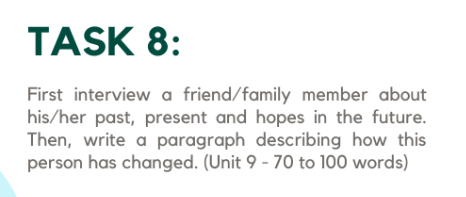 TASK 8:
First interview a friend/family member about
his/her past, present and hopes in the future.
Then, write a paragraph describing how this
person has changed. (Unit 9 - 70 to 100 words)